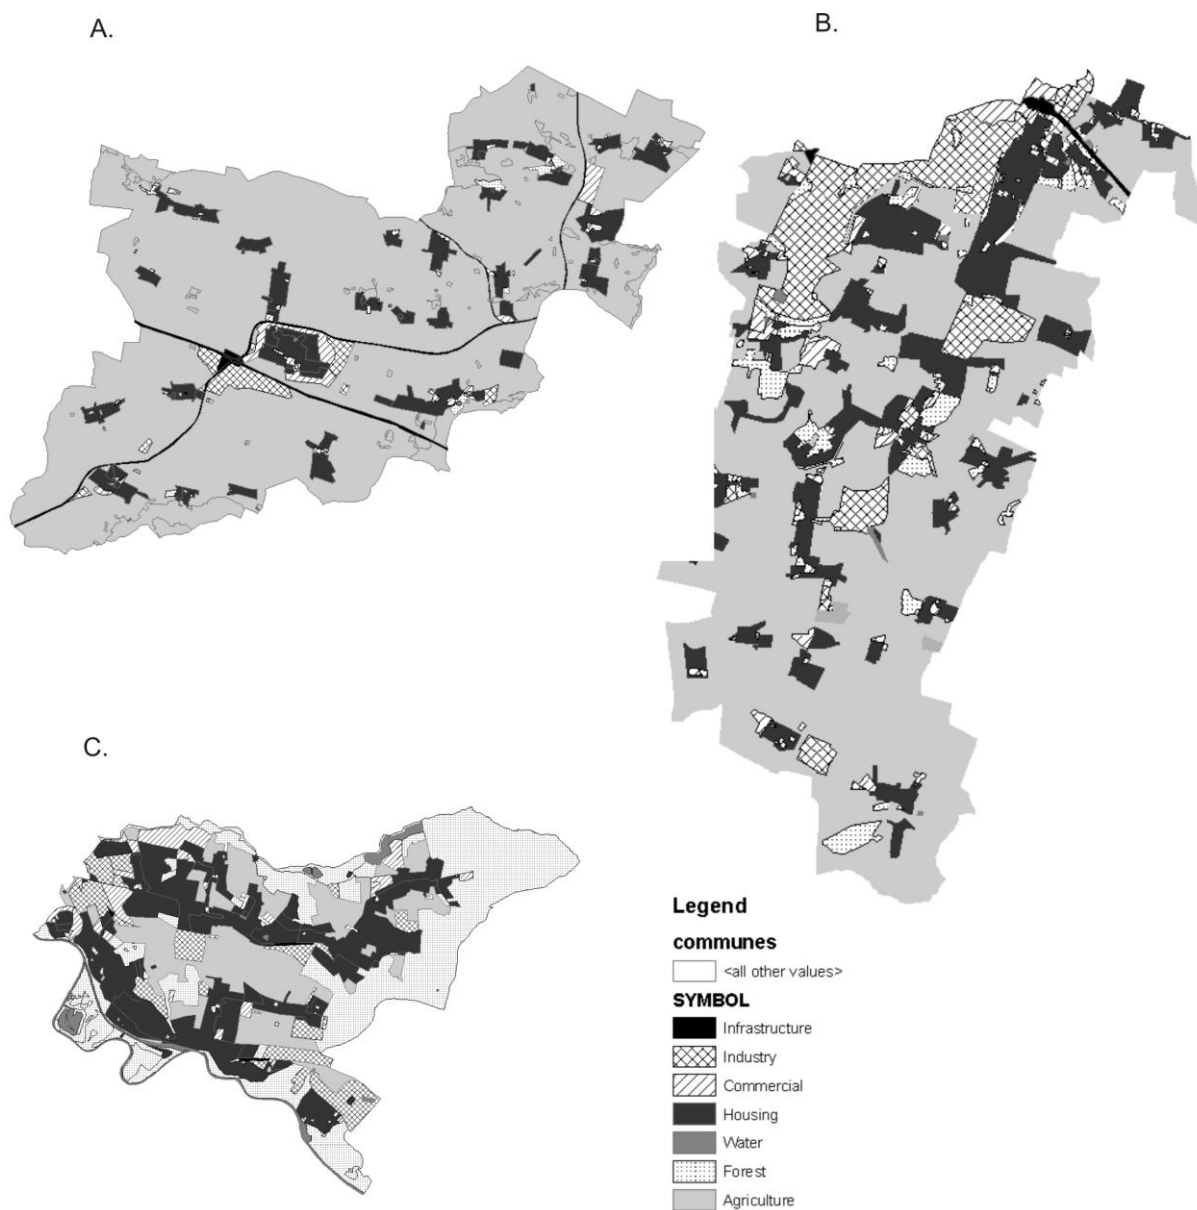 A.
B.
C.
Legend
communes
<all other values>
SYMBOL
Infrastructure
Industry
Commercial
Housing
Water
Forest
Agriculture